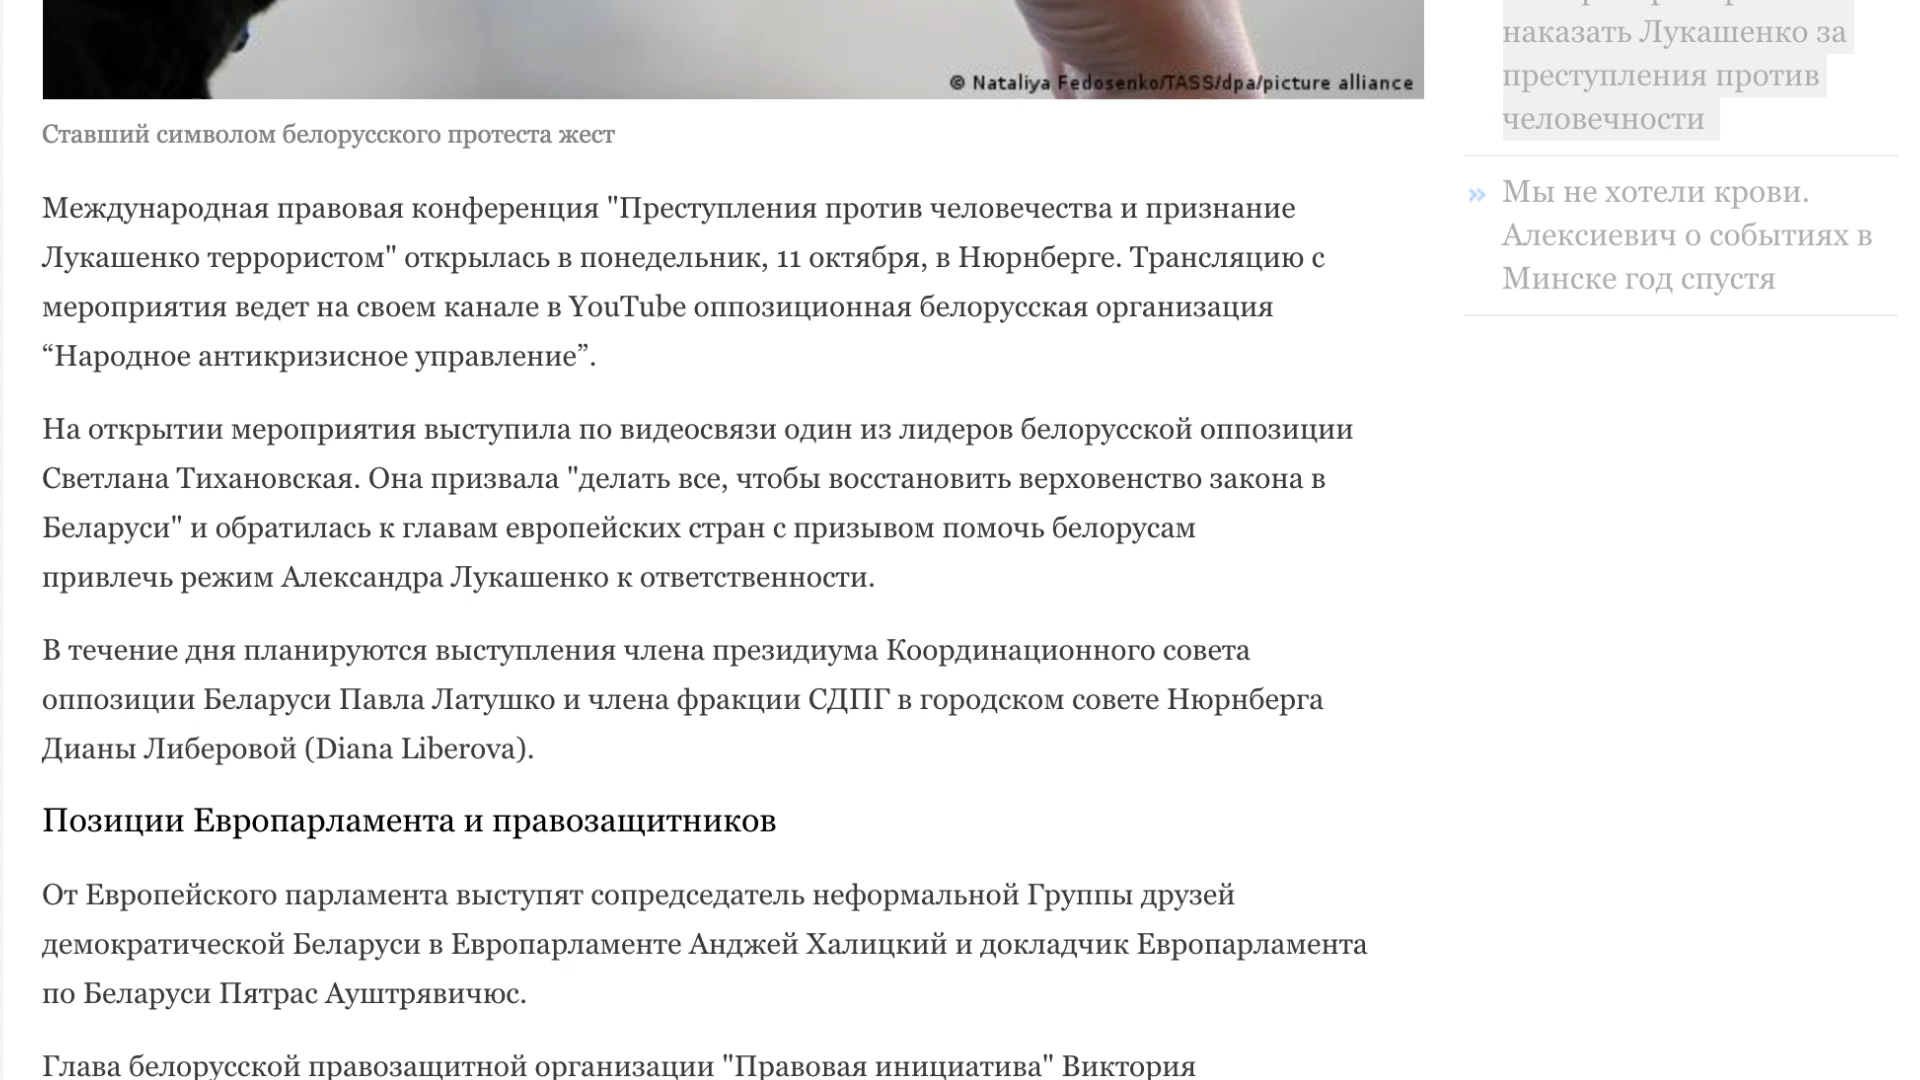 © Nataliya Fedosenko/TASS/dpa/picture alliance
Ставший символом белорусского протеста жест
Международная правовая конференция "Преступления против человечества и признание
Лукашенко террористом" открылась в понедельник, 11 октября, в Нюрнберге. Трансляцию с
мероприятия ведет на своем канале в YouTube оппозиционная белорусская организация
“Народное антикризисное управление”.
На открытии мероприятия выступила по видеосвязи один из лидеров белорусской оппозиции
Светлана Тихановская. Она призвала "делать все, чтобы восстановить верховенство закона в
Беларуси" и обратилась к главам европейских стран с призывом помочь белорусам
привлечь режим Александра Лукашенко к ответственности.
В течение дня планируются выступления члена президиума Координационного совета
оппозиции Беларуси Павла Латушко и члена фракции СДПГ в городском совете Нюрнберга
Дианы Либеровой (Diana Liberova).
Позиции Европарламента и правозащитников
От Европейского парламента выступят сопредседатель неформальной Группы друзей
демократической Беларуси в Европарламенте Анджей Халицкий и докладчик Европарламента
по Беларуси Пятрас Ауштрявичюс.
Глава белорусской правозащитной организации "Правовая инициатива" Виктория
наказать Лукашенко за
преступления против
человечности
» Мы не хотели крови.
Алексиевич о событиях в
Минске год спустя